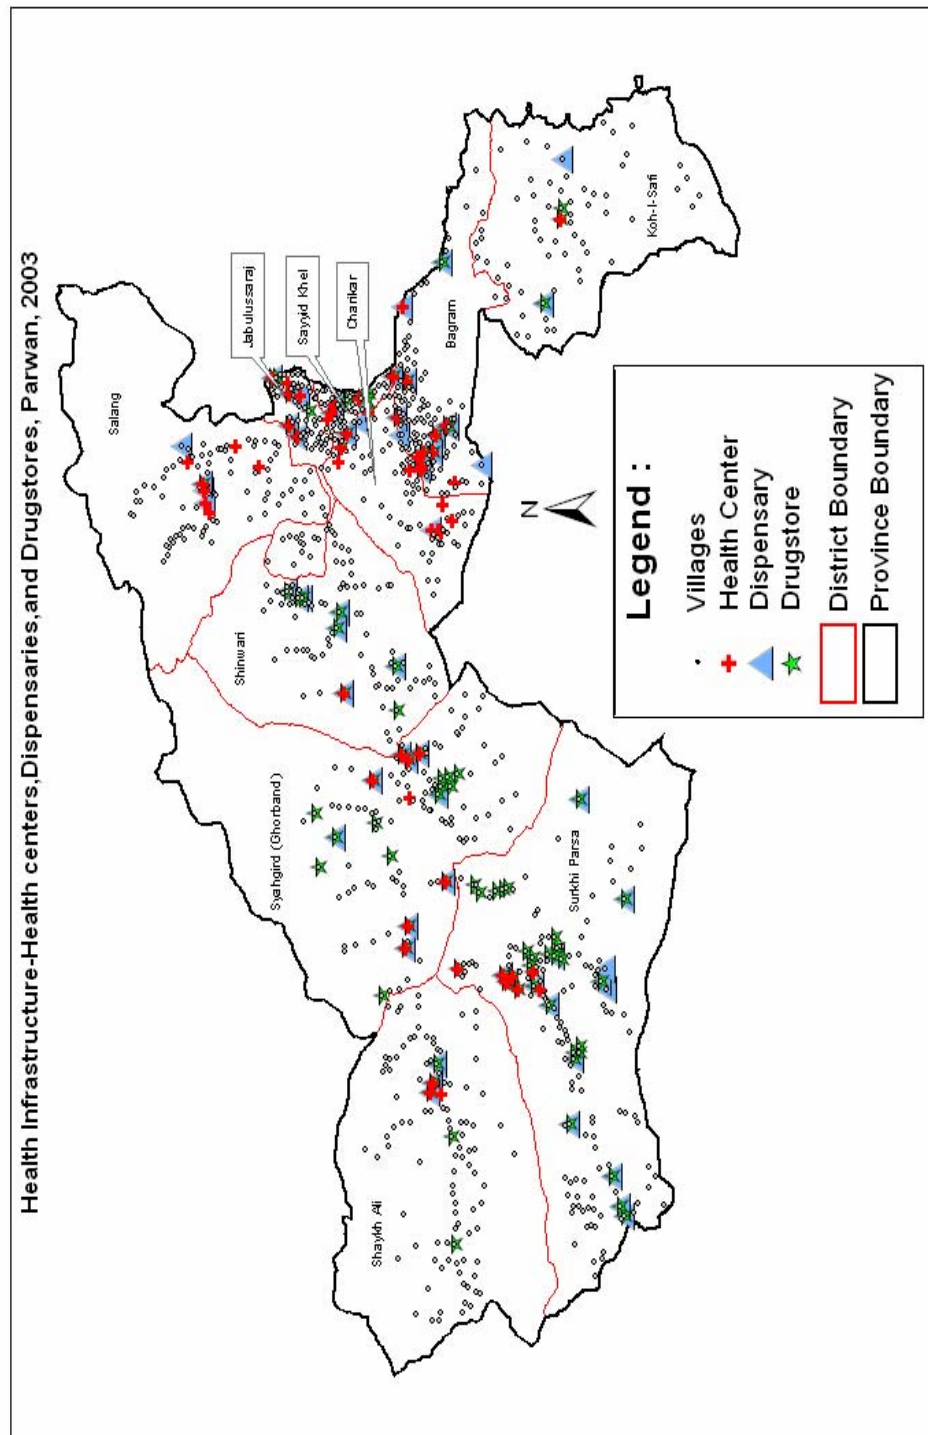 Health Infrastructure-Health centers,Dispensaries,and Drugstores, Parwan, 2003
Salang
Jabulussaraj
Sayyid Khel
Charikar
Shinwari
Syahgird (Ghorband)
Bagram
Koh-I-Safi
Shaykh Ali
Surkhi Parsa
N
Legend :
Villages
Health Center
Dispensary
Drugstore
District Boundary
Province Boundary